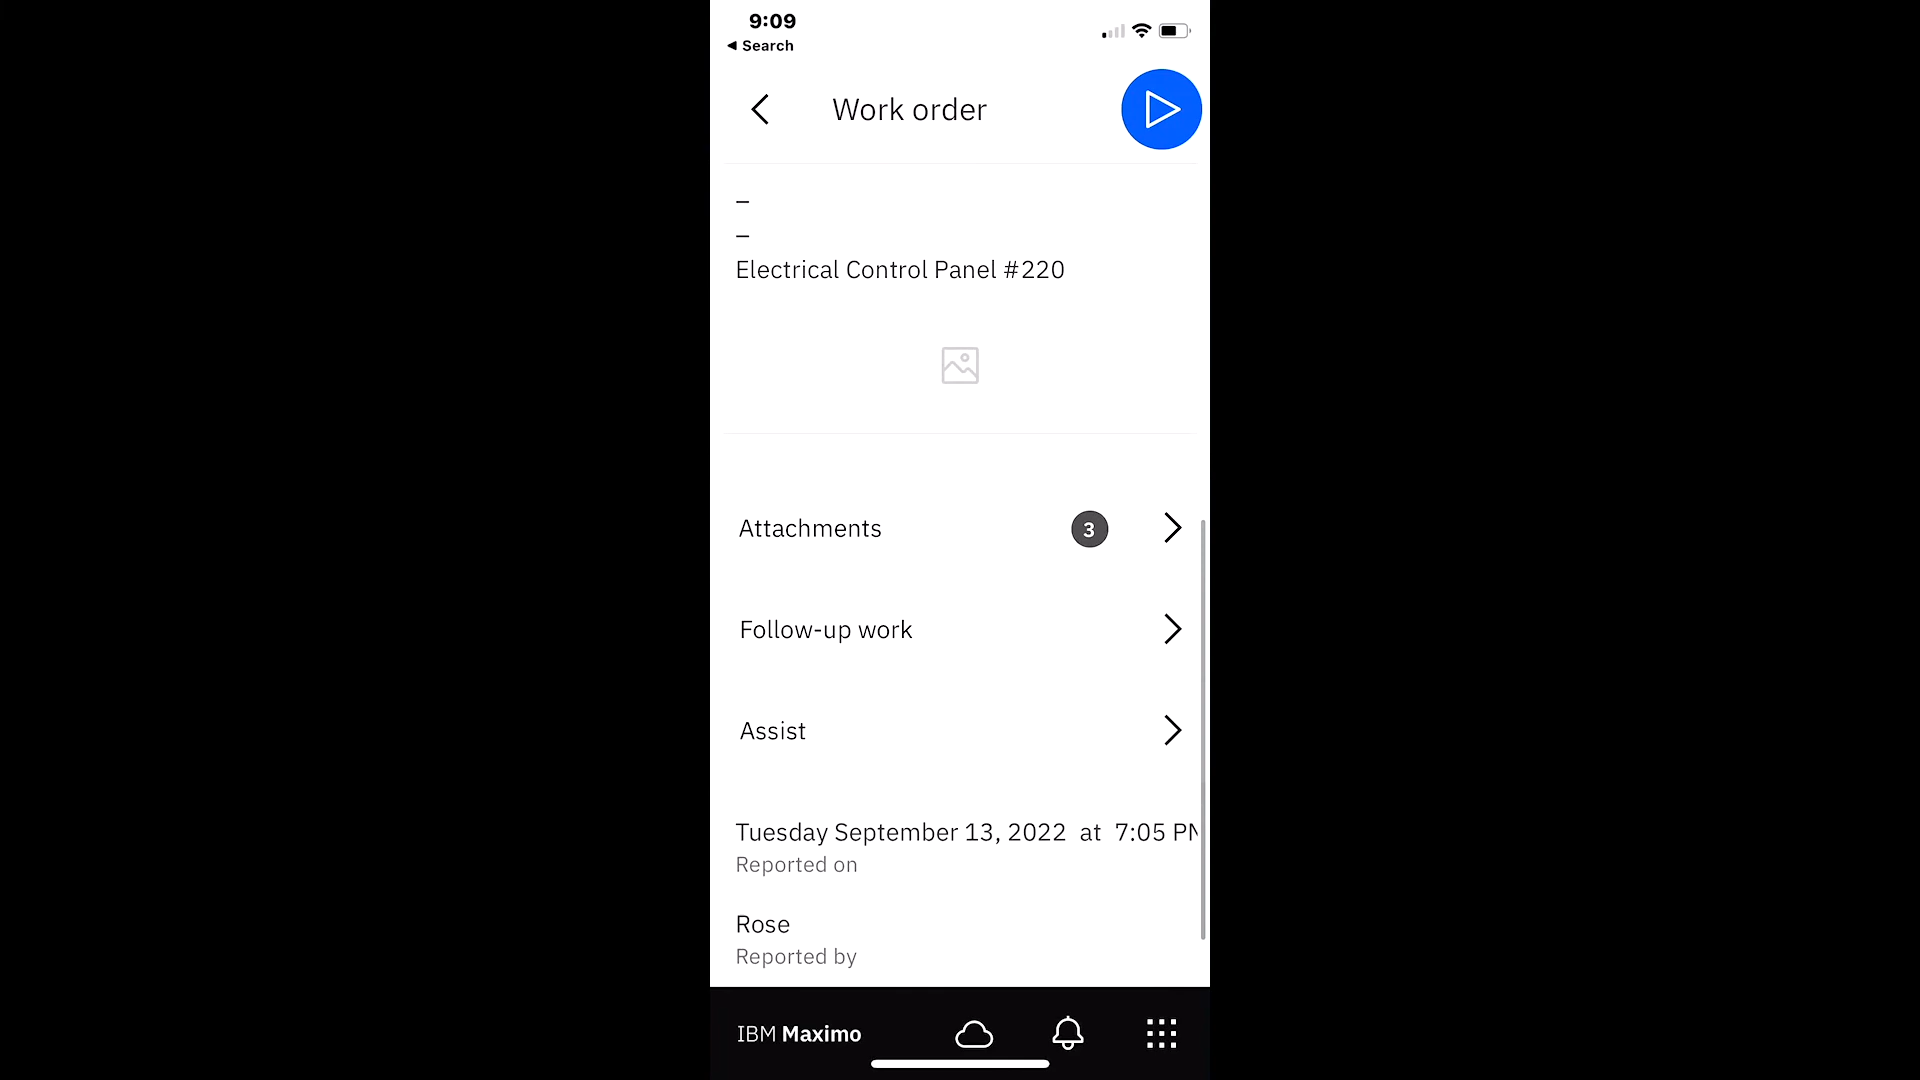 9:09
◀ Search
Work order
–
–
Electrical Control Panel #220
Attachments 3
Follow-up work
Assist
Tuesday September 13, 2022 at 7:05 PM
Reported on
Rose
Reported by
IBM Maximo